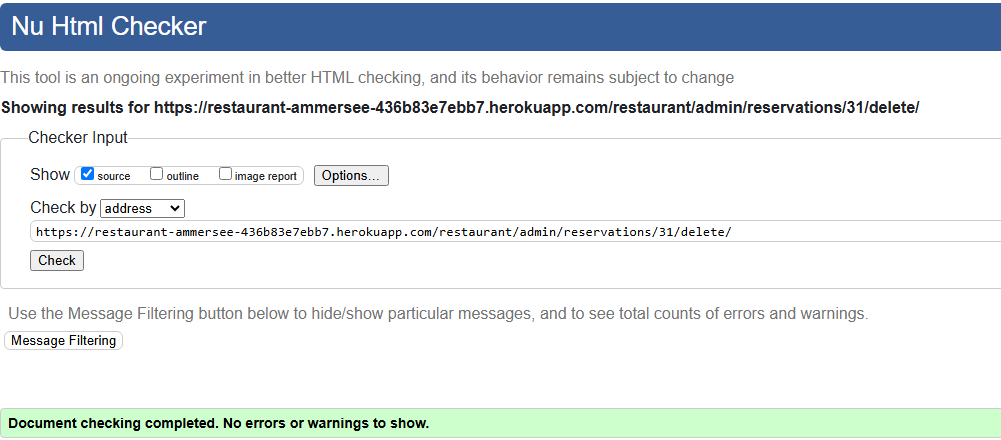 Nu Html Checker
This tool is an ongoing experiment in better HTML checking, and its behavior remains subject to change
Showing results for https://restaurant-ammersee-436b83e7ebb7.herokuapp.com/restaurant/admin/reservations/31/delete/
Checker Input
Show source outline image report Options...
Check by address
https://restaurant-ammersee-436b83e7ebb7.herokuapp.com/restaurant/admin/reservations/31/delete/
Check
Use the Message Filtering button below to hide/show particular messages, and to see total counts of errors and warnings.
Message Filtering
Document checking completed. No errors or warnings to show.